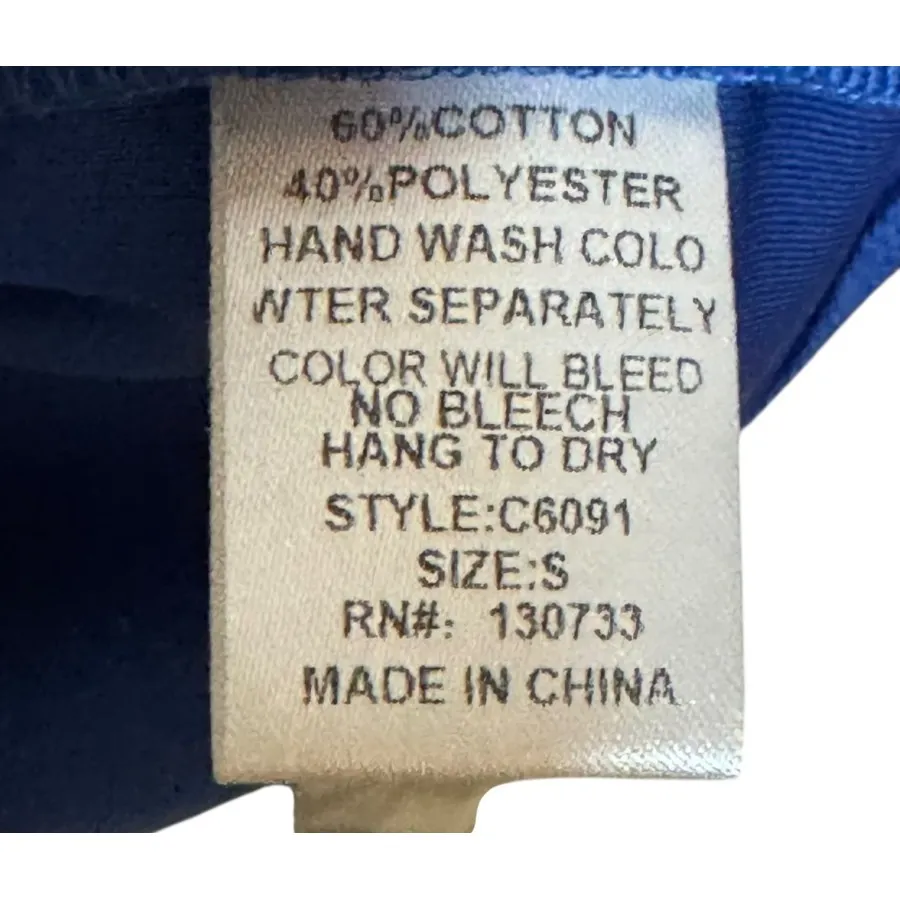 60%COTTON
40%POLYESTER
HAND WASH COLO
WTER SEPARATELY
COLOR WILL BLEED
NO BLEECH
HANG TO DRY
STYLE:C6091
SIZE:S
RN#: 130733
MADE IN CHINA